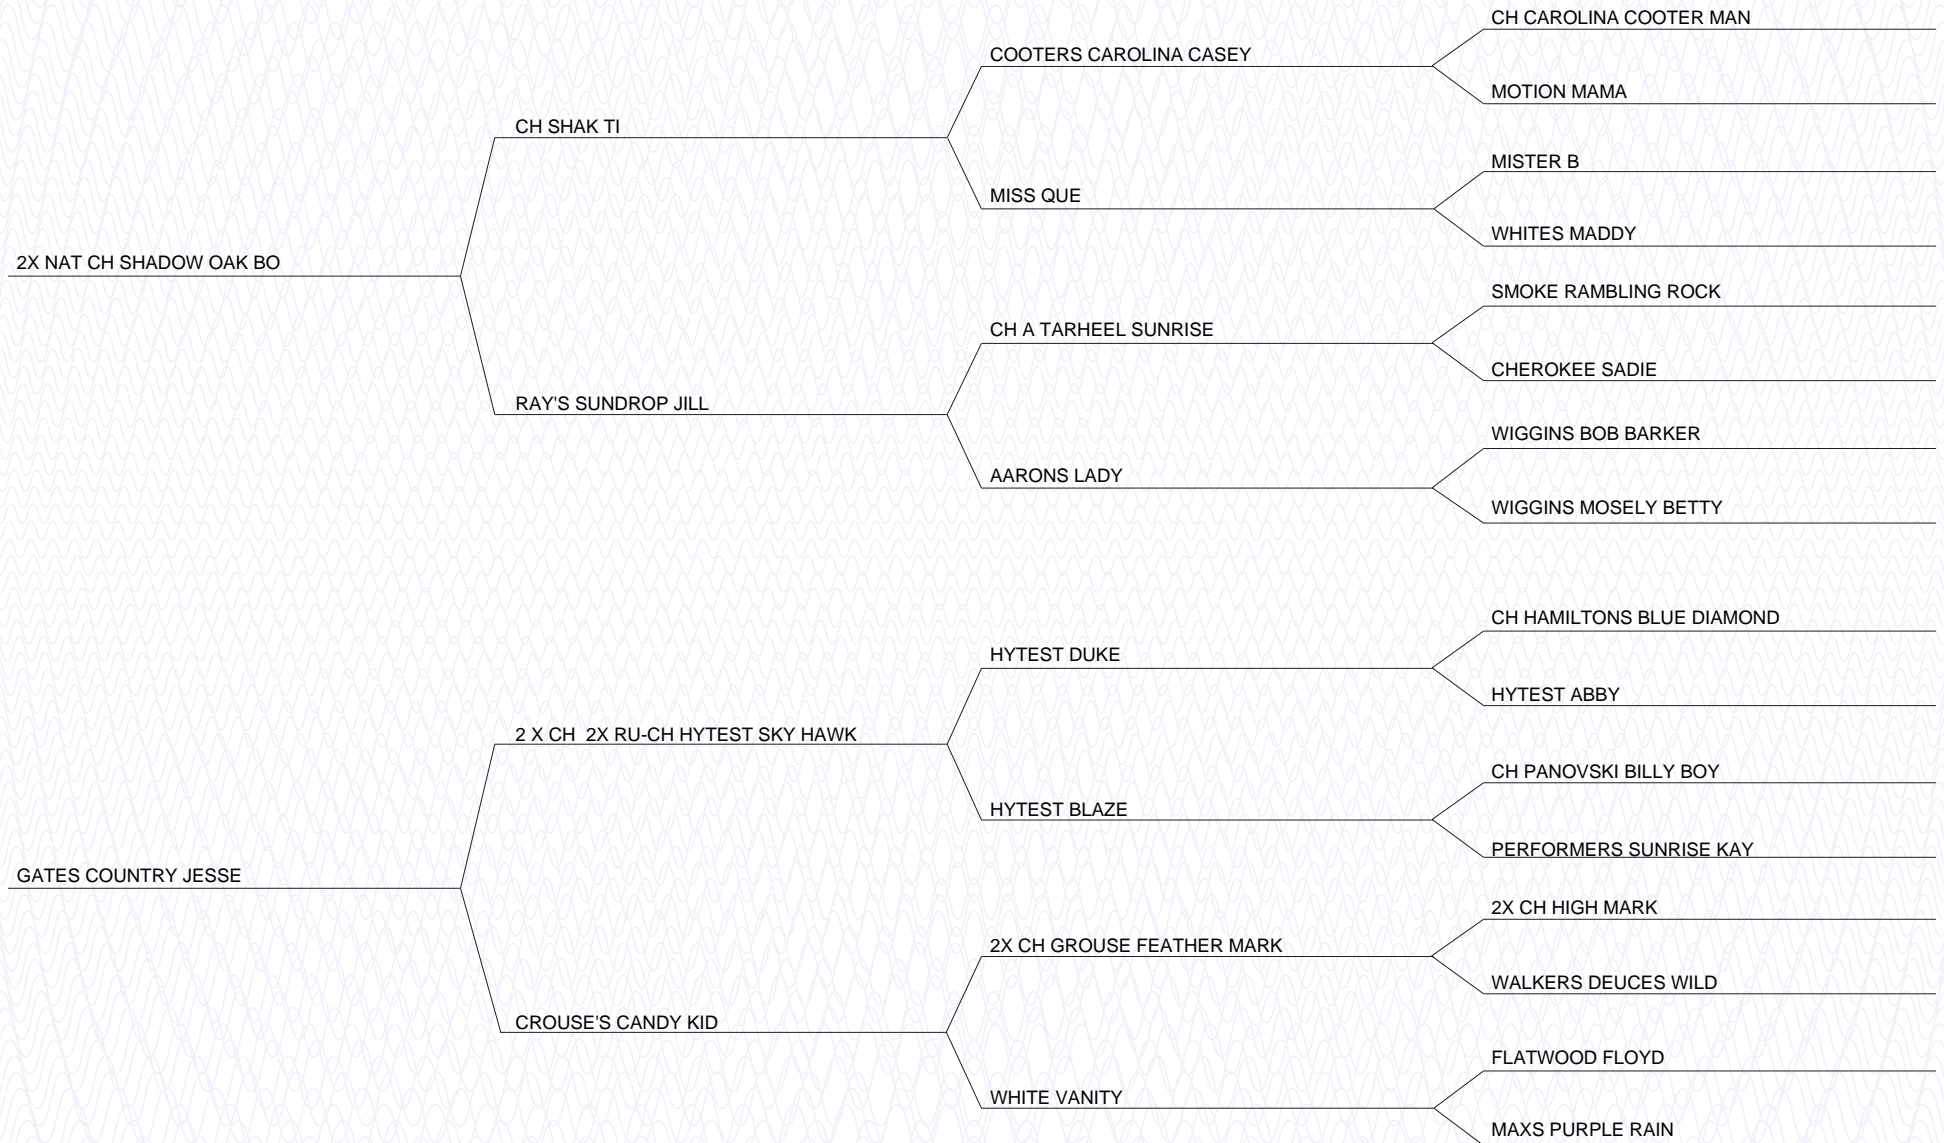 CH CAROLINA COOTER MAN
COOTERS CAROLINA CASEY
MOTION MAMA
CH SHAK TI
MISTER B
MISS QUE
WHITES MADDY
2X NAT CH SHADOW OAK BO
SMOKE RAMBLING ROCK
CH A TARHEEL SUNRISE
CHEROKEE SADIE
RAY'S SUNDROP JILL
WIGGINS BOB BARKER
AARONS LADY
WIGGINS MOSELY BETTY
CH HAMILTONS BLUE DIAMOND
HYTEST DUKE
HYTEST ABBY
2 X CH  2X RU-CH HYTEST SKY HAWK
CH PANOVSKI BILLY BOY
HYTEST BLAZE
PERFORMERS SUNRISE KAY
GATES COUNTRY JESSE
2X CH HIGH MARK
2X CH GROUSE FEATHER MARK
WALKERS DEUCES WILD
CROUSE'S CANDY KID
FLATWOOD FLOYD
WHITE VANITY
MAXS PURPLE RAIN